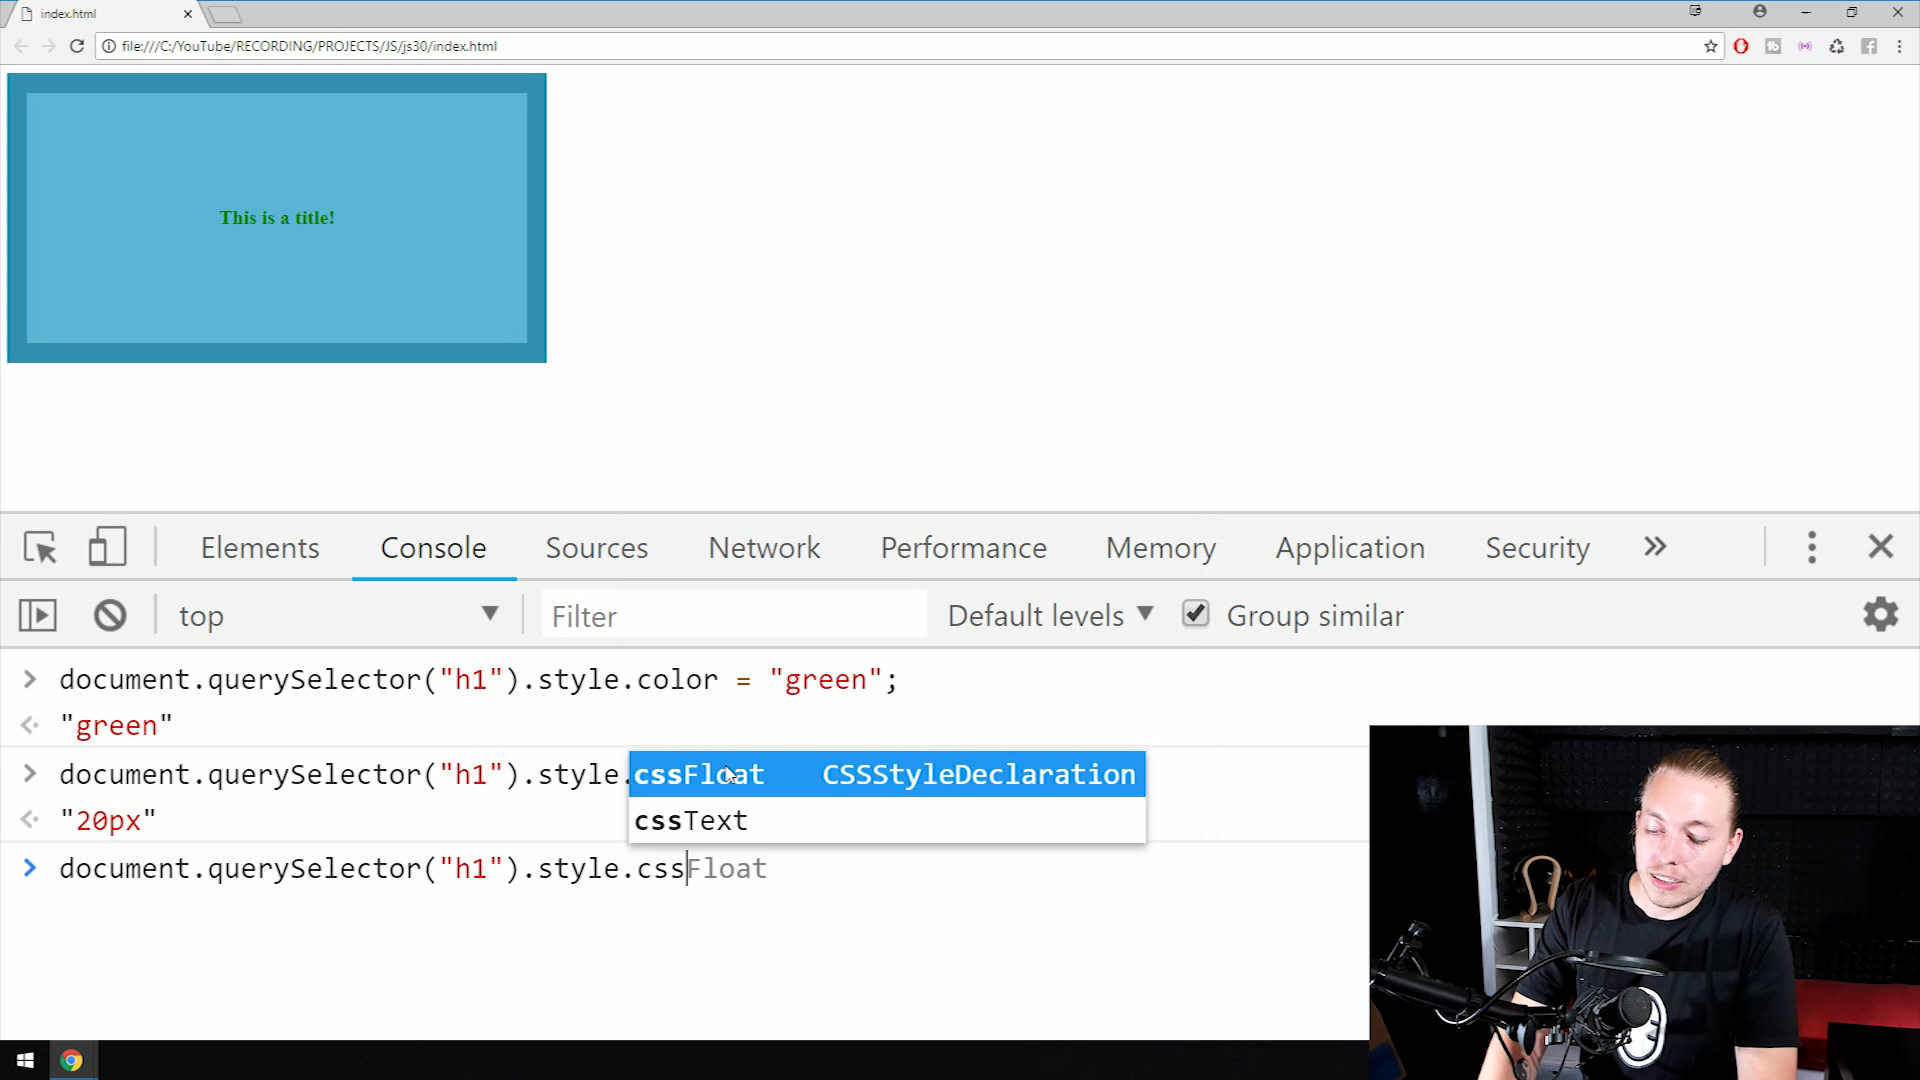 index.html
file:///C:/YouTube/RECORDING/PROJECTS/JS/js30/index.html
This is a title!
Elements Console Sources Network Performance Memory Application Security
top Filter Default levels Group similar
> document.querySelector("h1").style.color = "green";
"green"
> document.querySelector("h1").style.
cssFloat CSSStyleDeclaration
"20px"
cssText
> document.querySelector("h1").style.cssFloat